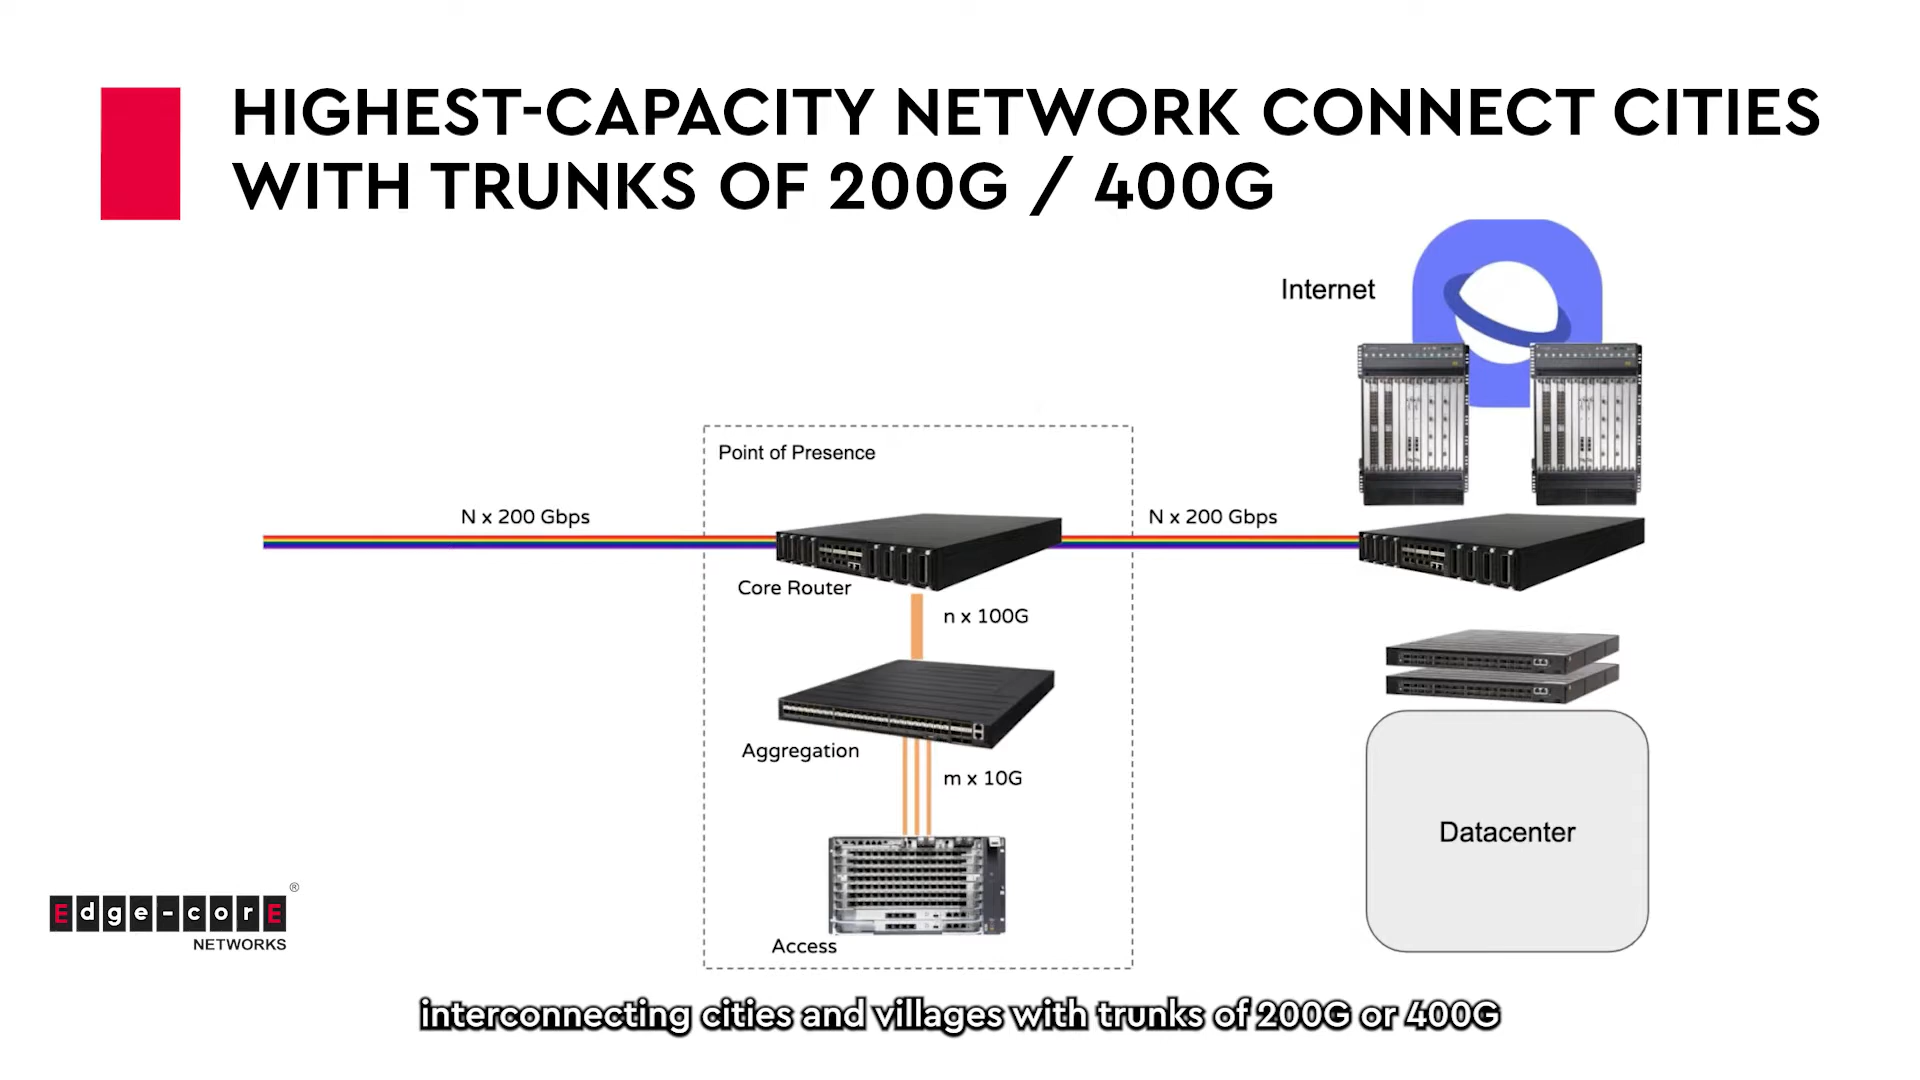 HIGHEST-CAPACITY NETWORK CONNECT CITIES
WITH TRUNKS OF 200G / 400G
Internet
Point of Presence
N x 200 Gbps
N x 200 Gbps
Core Router
n x 100G
Aggregation
m x 10G
Datacenter
Access
Edge-corE®
NETWORKS
interconnecting cities and villages with trunks of 200G or 400G